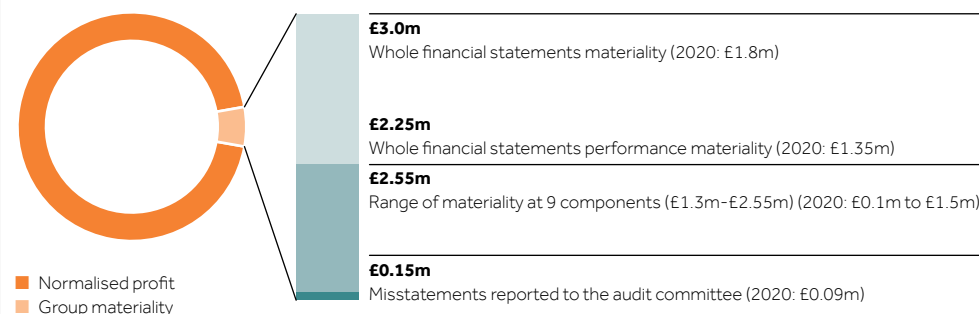 £3.0m
Whole financial statements materiality (2020: £1.8m)
£2.25m
Whole financial statements performance materiality (2020: £1.35m)
£2.55m
Range of materiality at 9 components (£1.3m-£2.55m) (2020: £0.1m to £1.5m)
£0.15m
Misstatements reported to the audit committee (2020: £0.09m)
Normalised profit
Group materiality